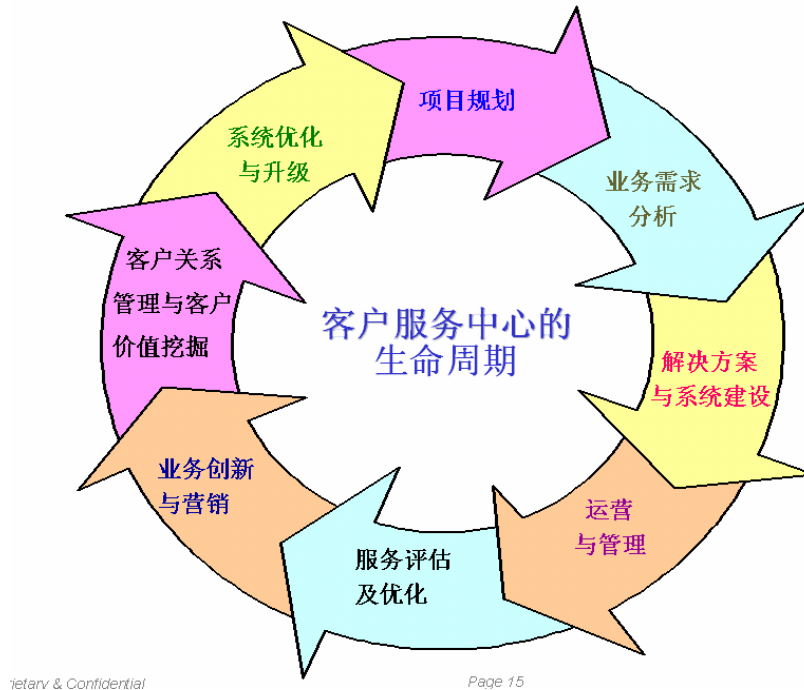 项目规划
业务需求
分析
解决方案
与系统建设
运营
与管理
服务评估
及优化
业务创新
与营销
客户关系
管理与客户
价值挖掘
系统优化
与升级
客户服务中心的
生命周期
rietary & Confidential
Page 15